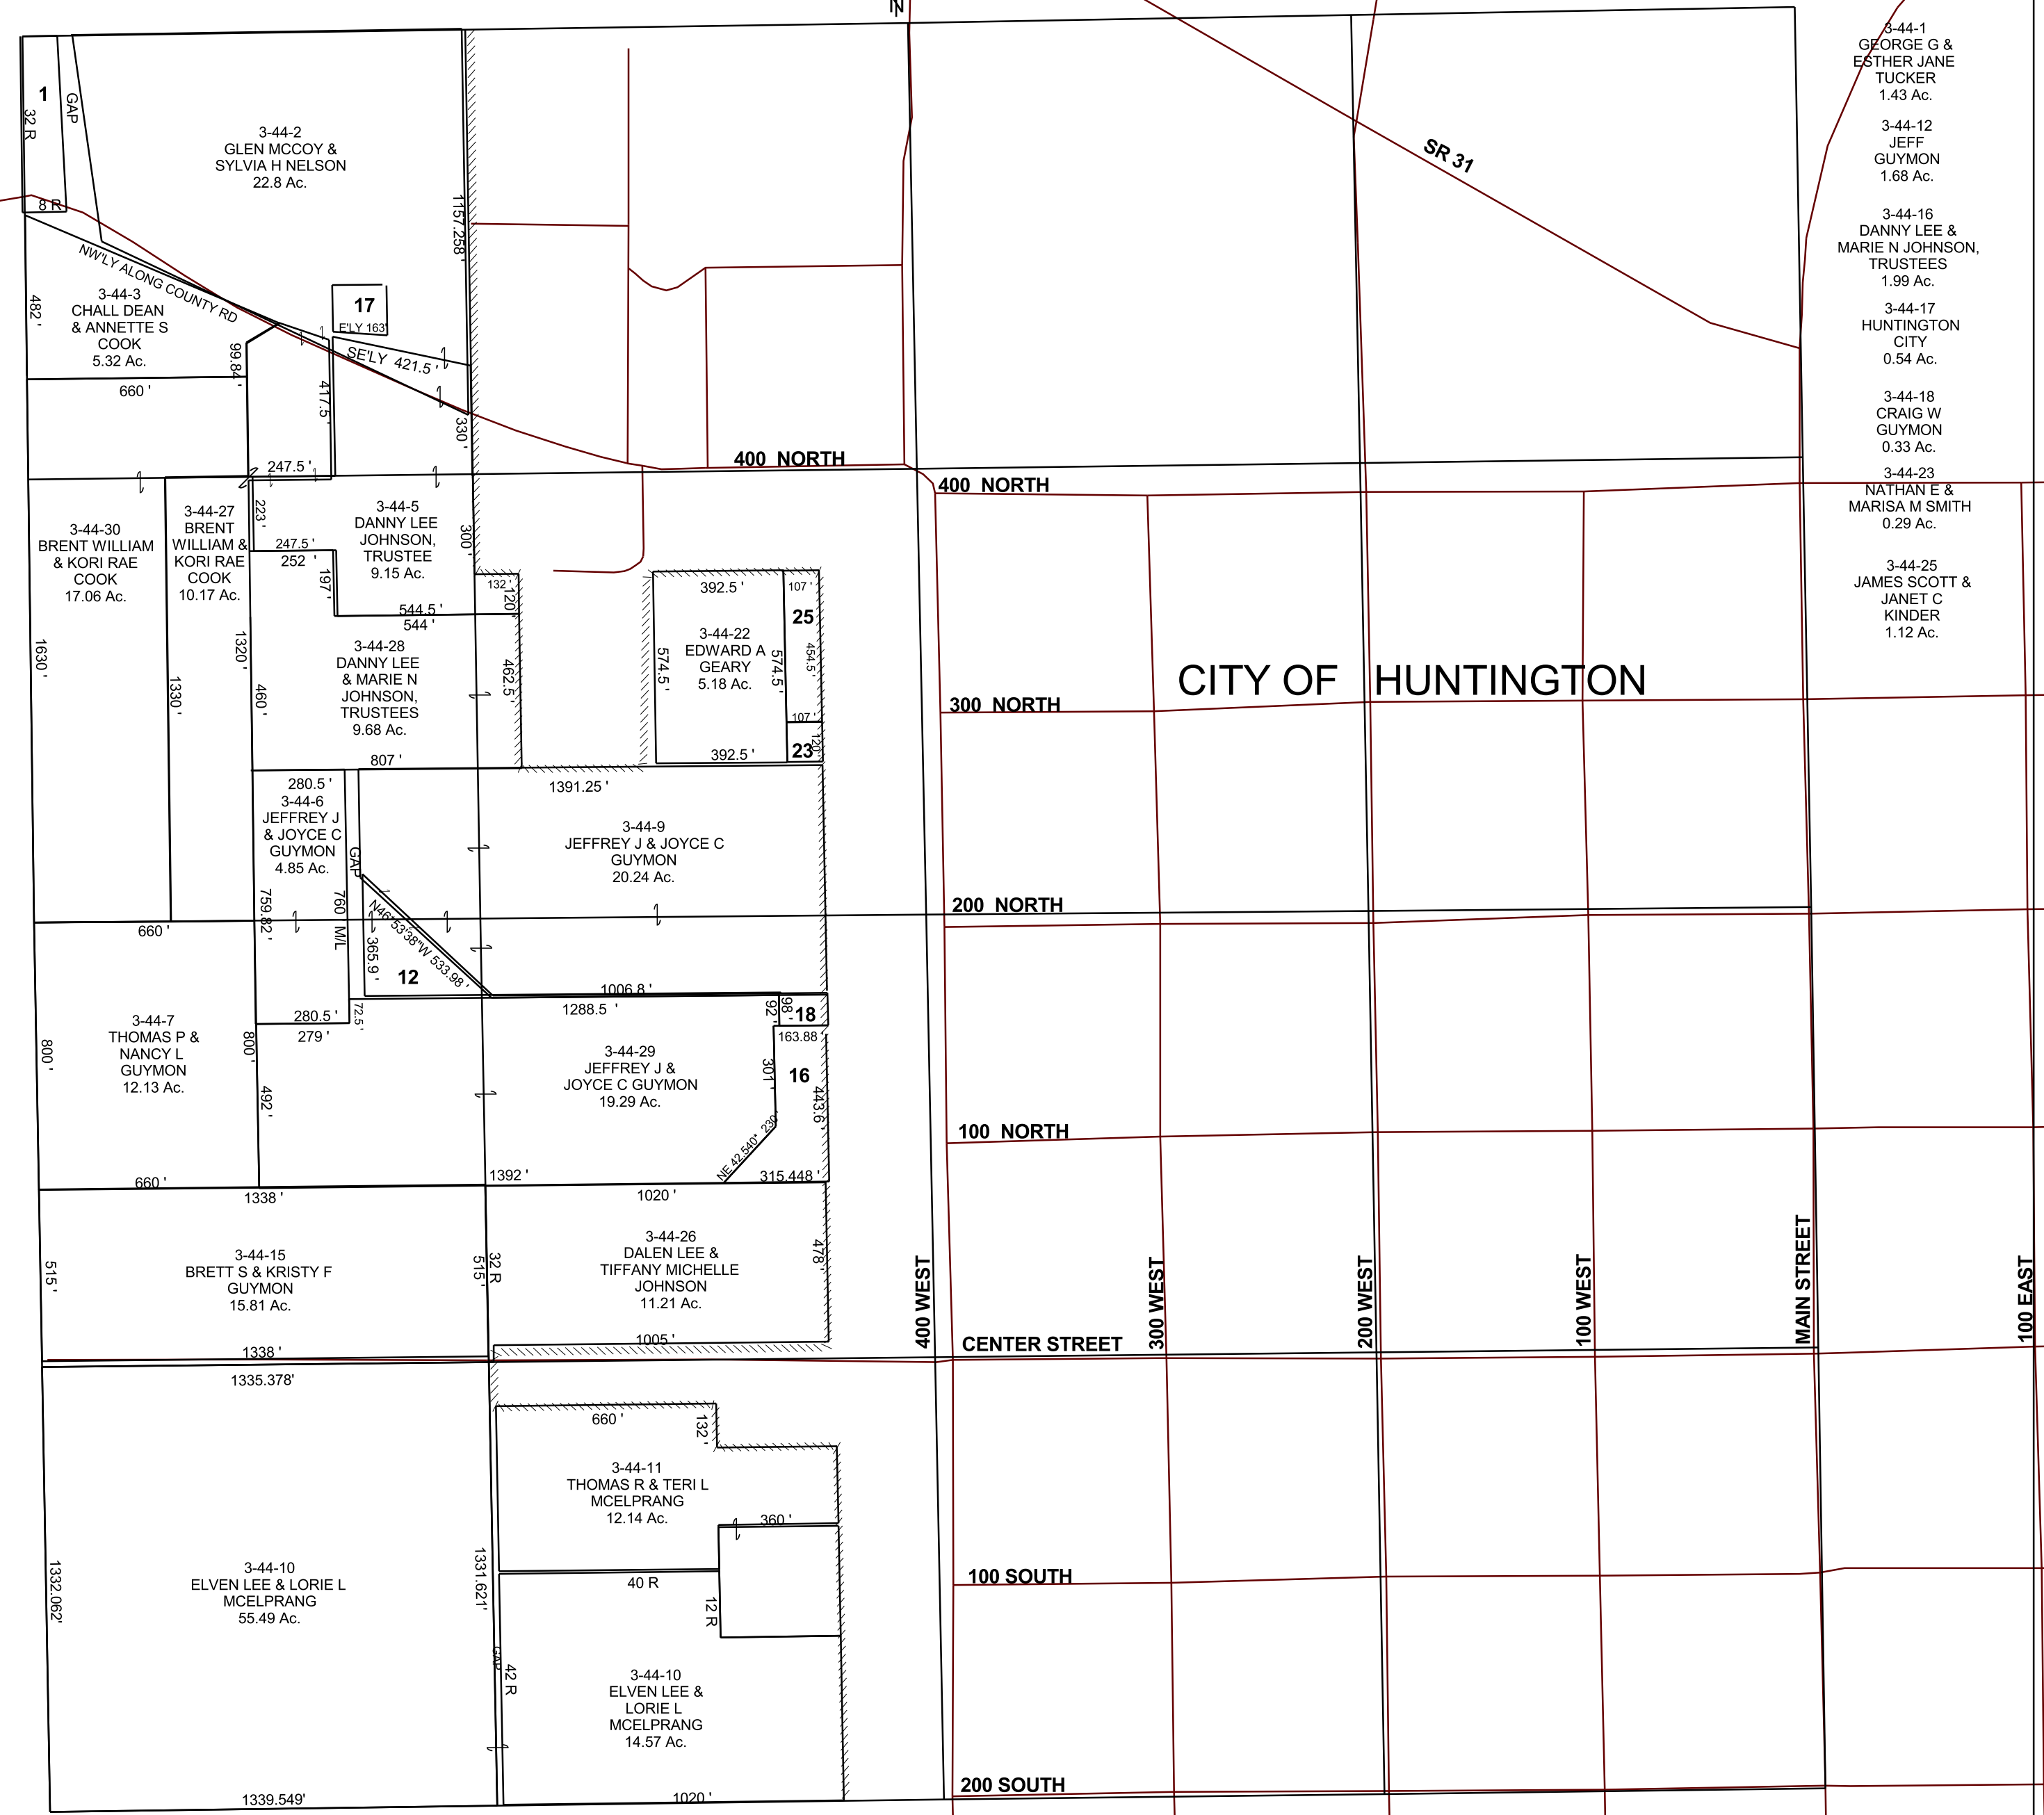 N
1
32 R
GAP
8 R
3-44-2
GLEN MCCOY &
SYLVIA H NELSON
22.8 Ac.
1157.258 '
SR 31
NW'LY ALONG COUNTY RD
482 '
3-44-3
CHALL DEAN
& ANNETTE S
COOK
5.32 Ac.
660 '
99.84 '
17
E'LY 163'
SE'LY 421.5 '
417.5 '
330 '
247.5 '
400 NORTH
400 NORTH
3-44-30
BRENT WILLIAM
& KORI RAE
COOK
17.06 Ac.
1630 '
3-44-27
BRENT
WILLIAM &
KORI RAE
COOK
10.17 Ac.
1330 '
1320 '
223 '
247.5 '
252 '
197 '
3-44-5
DANNY LEE
JOHNSON,
TRUSTEE
9.15 Ac.
300 '
132 '
120 '
544.5 '
544 '
3-44-28
DANNY LEE
& MARIE N
JOHNSON,
TRUSTEES
9.68 Ac.
460 '
462.5 '
807 '
392.5 '
107 '
25
3-44-22
EDWARD A
GEARY
5.18 Ac.
574.5 '
574.5 '
454.5 '
107 '
23
120 '
392.5 '
CITY OF HUNTINGTON
300 NORTH
280.5 '
3-44-6
JEFFREY J
& JOYCE C
GUYMON
4.85 Ac.
759.82 '
760 M/L
GAP
1391.25 '
3-44-9
JEFFREY J & JOYCE C
GUYMON
20.24 Ac.
N46°53'38"W 533.98 '
365.9 '
12
200 NORTH
660 '
3-44-7
THOMAS P &
NANCY L
GUYMON
12.13 Ac.
800 '
800 '
280.5 '
279 '
72.5 '
492 '
1006.8 '
1288.5 '
92 '
98 '
18
163.88 '
3-44-29
JEFFREY J &
JOYCE C GUYMON
19.29 Ac.
301 '
16
443.6 '
NE 42.540° 230'
315.448 '
100 NORTH
660 '
1338 '
1392 '
1020 '
3-44-15
BRETT S & KRISTY F
GUYMON
15.81 Ac.
515 '
515 '
32 R
3-44-26
DALEN LEE &
TIFFANY MICHELLE
JOHNSON
11.21 Ac.
478 '
1338 '
1005 '
400 WEST
300 WEST
200 WEST
100 WEST
MAIN STREET
100 EAST
CENTER STREET
1335.378'
660 '
132 '
3-44-11
THOMAS R & TERI L
MCELPRANG
12.14 Ac.
360 '
3-44-10
ELVEN LEE & LORIE L
MCELPRANG
55.49 Ac.
1332.062'
1331.621'
40 R
12 R
GAP
42 R
3-44-10
ELVEN LEE &
LORIE L
MCELPRANG
14.57 Ac.
100 SOUTH
1339.549'
1020 '
200 SOUTH
3-44-1
GEORGE G &
ESTHER JANE
TUCKER
1.43 Ac.
3-44-12
JEFF
GUYMON
1.68 Ac.
3-44-16
DANNY LEE &
MARIE N JOHNSON,
TRUSTEES
1.99 Ac.
3-44-17
HUNTINGTON
CITY
0.54 Ac.
3-44-18
CRAIG W
GUYMON
0.33 Ac.
3-44-23
NATHAN E &
MARISA M SMITH
0.29 Ac.
3-44-25
JAMES SCOTT &
JANET C
KINDER
1.12 Ac.